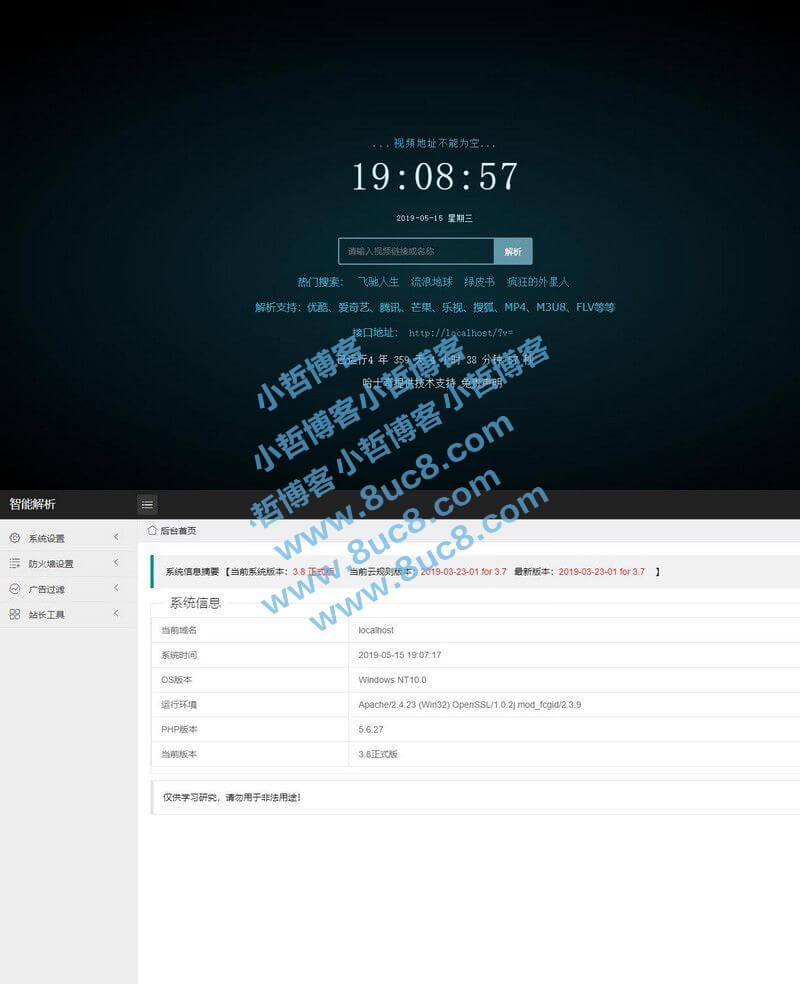 ...视频地址不能为空...
19:08:57
2019-05-15 星期三
请输入视频链接或名称 解析
热门搜索： 飞驰人生 流浪地球 绿皮书 疯狂的外星人
解析支持：优酷、爱奇艺、腾讯、芒果、乐视、搜狐、MP4、M3U8、FLV等等
接口地址： http://localhost/?v=
已运行4 年 359 天 4 小时 38 分钟 57 秒
哈士奇提供技术支持 免责声明
小哲博客小哲博客
小哲博客小哲博客小哲博客
哲博客
www.8uc8.com
www.8uc8.com
www.8uc8.com
智能解析
系统设置
防火墙设置
广告过滤
站长工具
后台首页
系统信息摘要【当前系统版本：3.8 正式版 当前云规则版本：2019-03-23-01 for 3.7 最新版本：2019-03-23-01 for 3.7 】
系统信息
当前域名 localhost
系统时间 2019-05-15 19:07:17
OS版本 Windows NT10.0
运行环境 Apache/2.4.23 (Win32) OpenSSL/1.0.2j mod_fcgid/2.3.9
PHP版本 5.6.27
当前版本 3.8正式版
仅供学习研究，请勿用于非法用途！